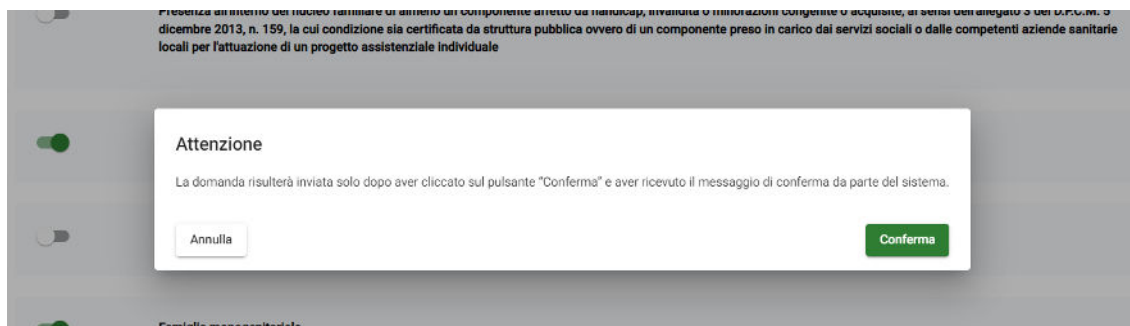 Presenza all'interno del nucleo familiare di almeno un componente affetto da handicap, invalidità o minorazioni congenite o acquisite, ai sensi dell'allegato 3 del D.P.C.M. 5
dicembre 2013, n. 159, la cui condizione sia certificata da struttura pubblica ovvero di un componente preso in carico dai servizi sociali o dalle competenti aziende sanitarie
locali per l'attuazione di un progetto assistenziale individuale
Attenzione
La domanda risulterà inviata solo dopo aver cliccato sul pulsante “Conferma” e aver ricevuto il messaggio di conferma da parte del sistema.
Annulla
Conferma
Famiglia monogenitoriale